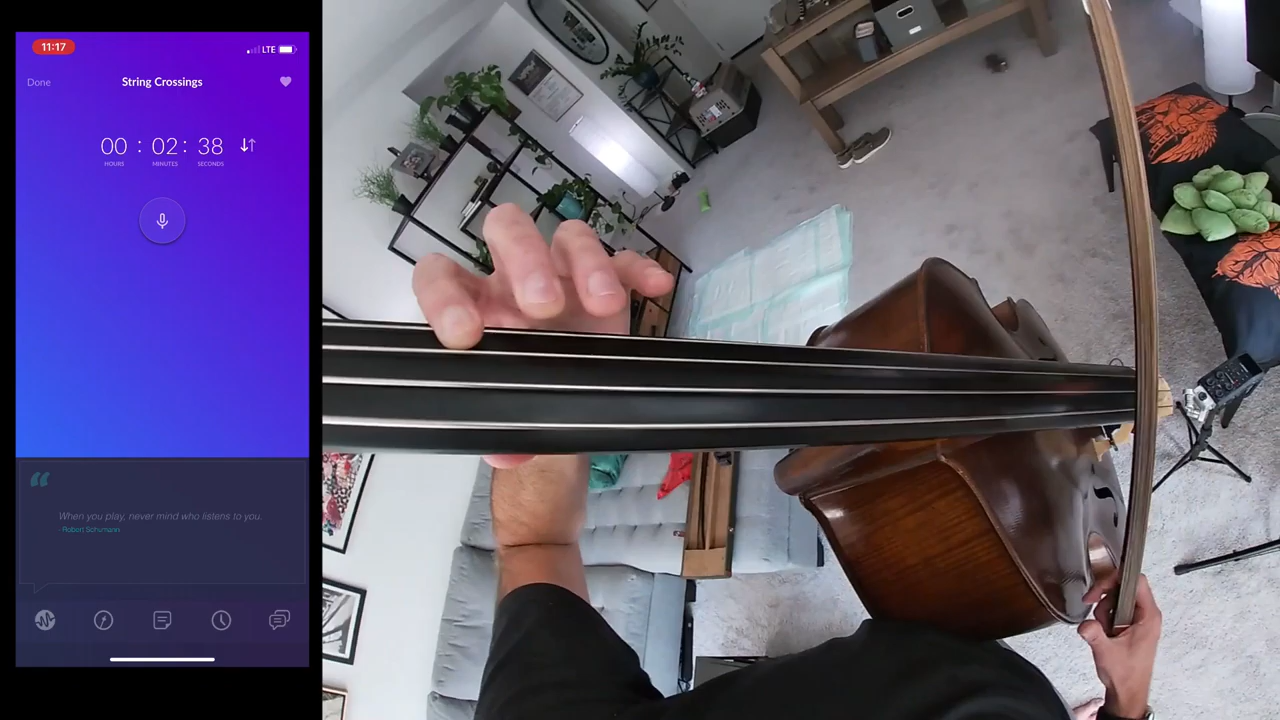 11:17
LTE
Done
String Crossings
00 : 02 : 38
HOURS MINUTES SECONDS
When you play, never mind who listens to you.
- Robert Schumann